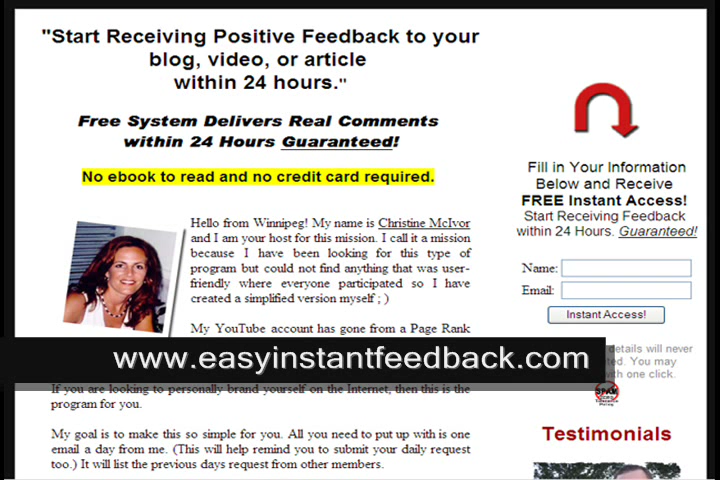 "Start Receiving Positive Feedback to your
blog, video, or article
within 24 hours."
Free System Delivers Real Comments
within 24 Hours Guaranteed!
No ebook to read and no credit card required.
Hello from Winnipeg! My name is Christine McIvor
and I am your host for this mission. I call it a mission
because I have been looking for this type of
program but could not find anything that was user-
friendly where everyone participated so I have
created a simplified version myself ; )
My YouTube account has gone from a Page Rank
www.easyinstantfeedback.com
If you are looking to personally brand yourself on the Internet, then this is the
program for you.
My goal is to make this so simple for you. All you need to put up with is one
email a day from me. (This will help remind you to submit your daily request
too.) It will list the previous days request from other members.
Fill in Your Information
Below and Receive
FREE Instant Access!
Start Receiving Feedback
within 24 Hours. Guaranteed!
Name:
Email:
Instant Access!
details will never
You may
with one click.
SPAM
Testimonials